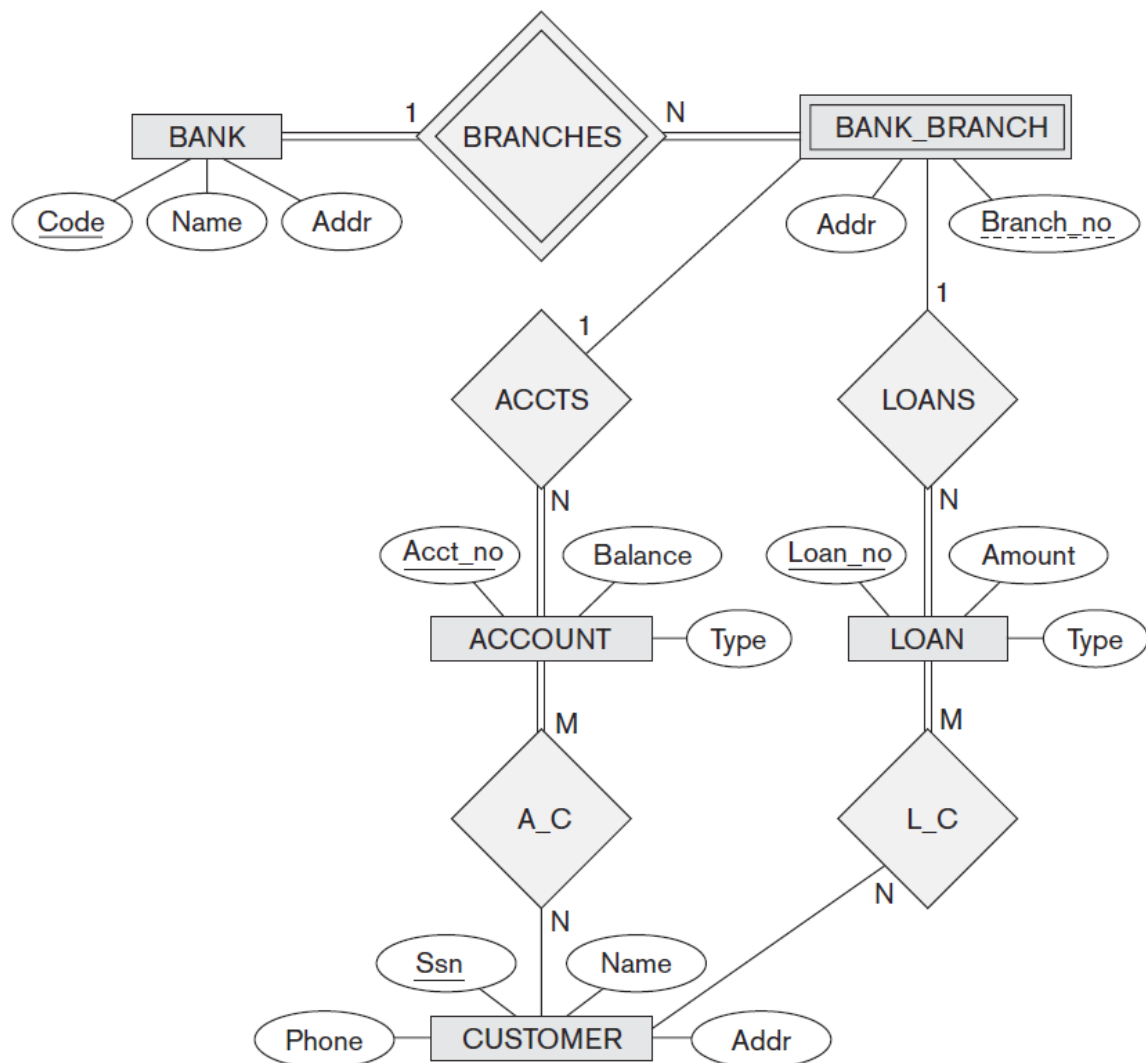 1
N
BANK
BRANCHES
BANK_BRANCH
Code
Name
Addr
Addr
Branch_no
1
1
ACCTS
LOANS
N
N
Acct_no
Balance
Loan_no
Amount
ACCOUNT
Type
LOAN
Type
M
M
A_C
L_C
N
N
Ssn
Name
Phone
CUSTOMER
Addr